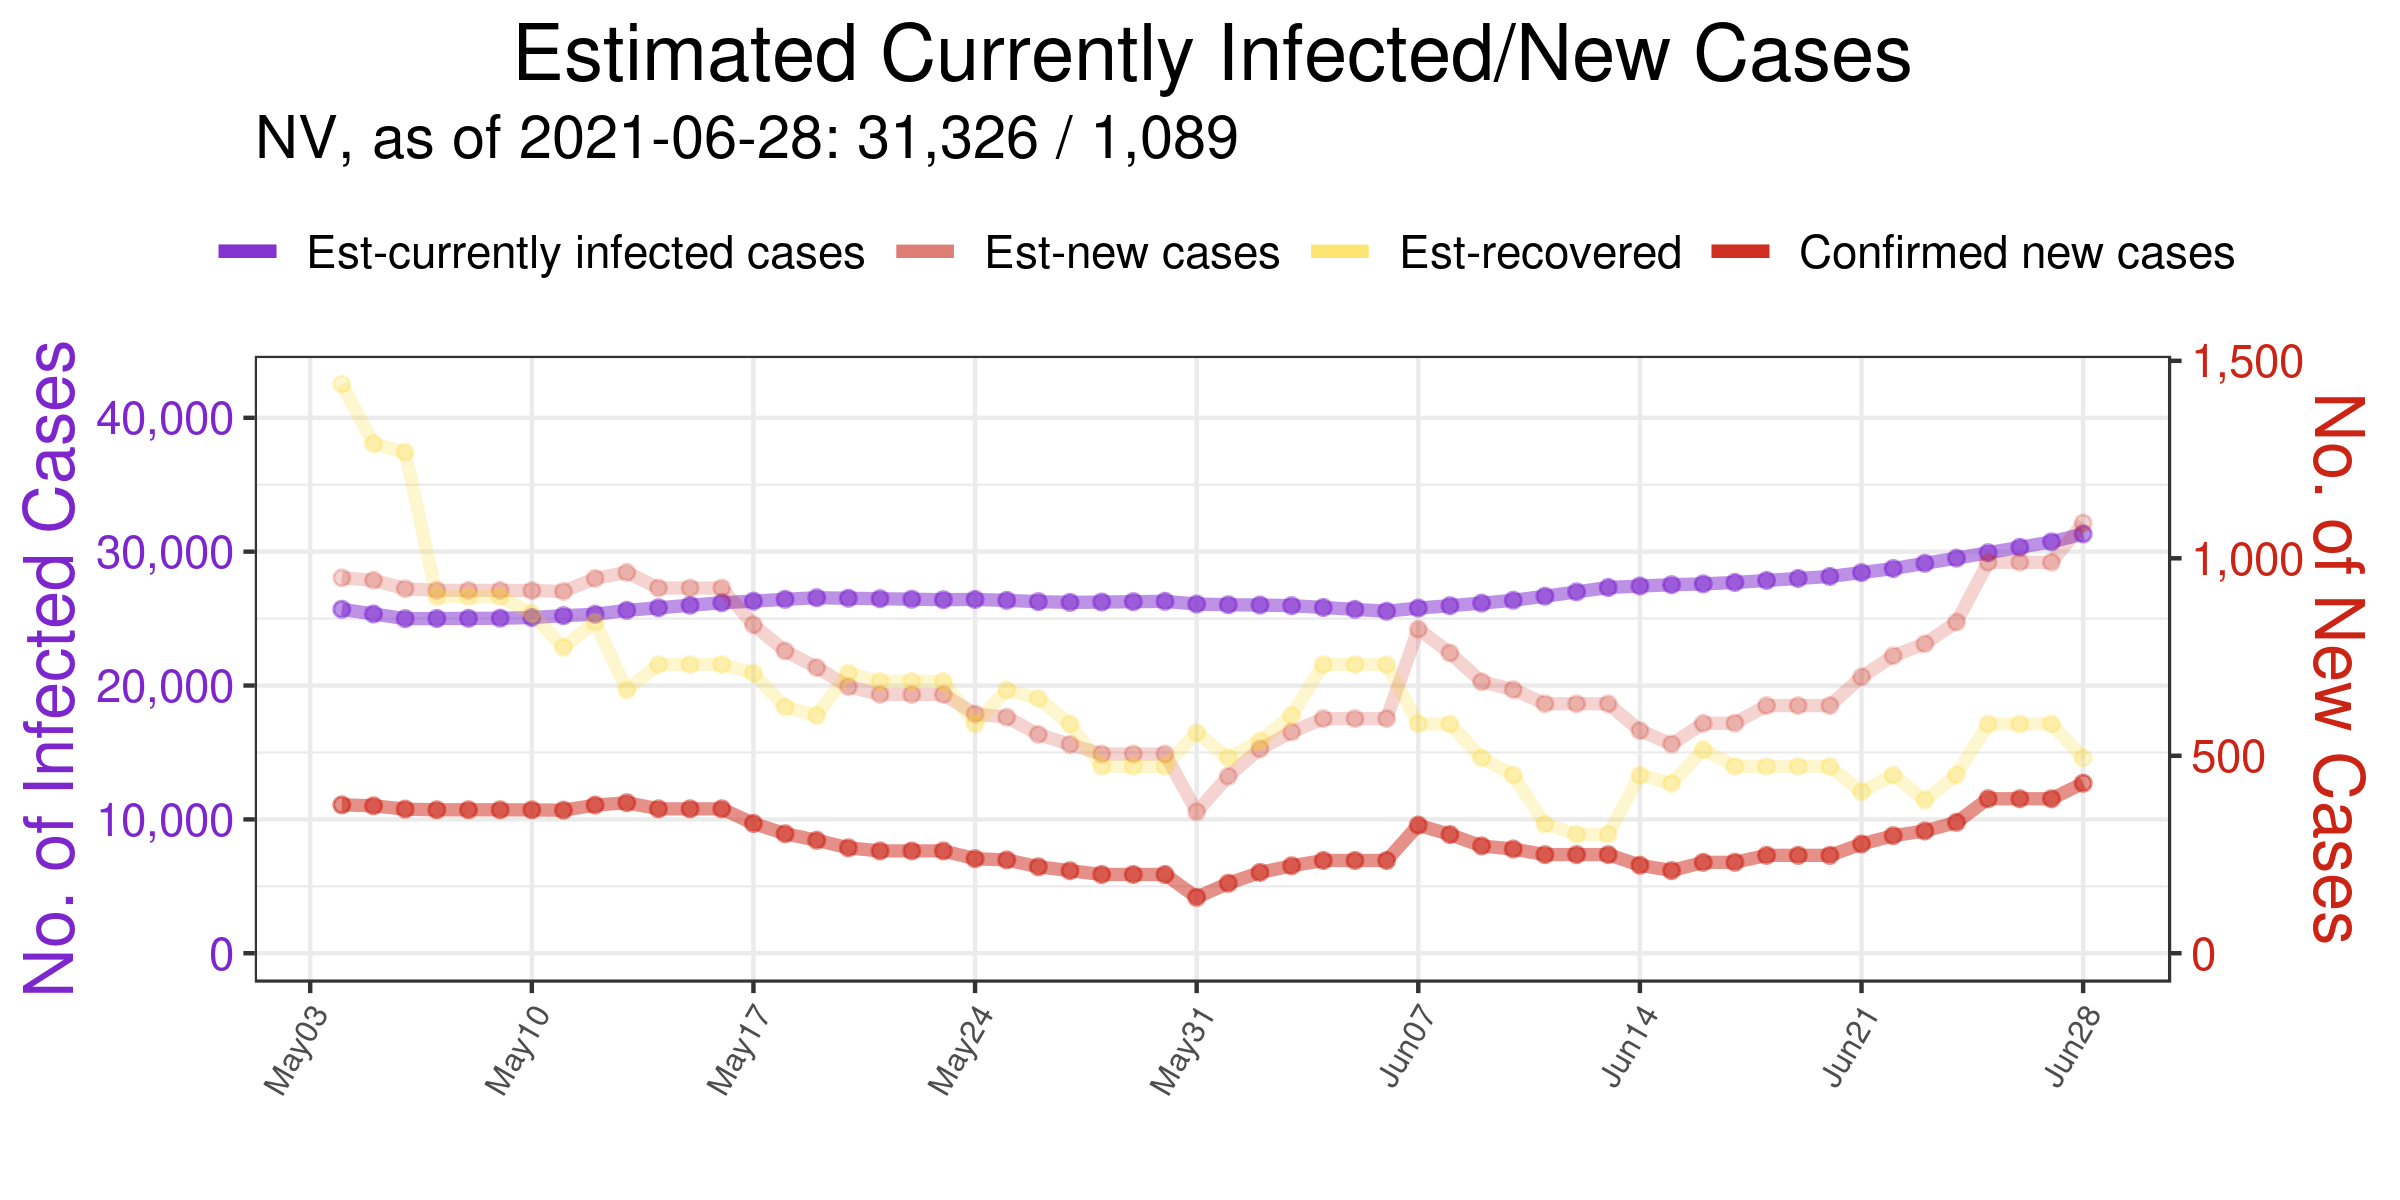 Estimated Currently Infected/New Cases
NV, as of 2021-06-28: 31,326 / 1,089
Est-currently infected cases Est-new cases Est-recovered Confirmed new cases
No. of Infected Cases
40,000
30,000
20,000
10,000
0
1,500
1,000
500
0
No. of New Cases
May03 May10 May17 May24 May31 Jun07 Jun14 Jun21 Jun28